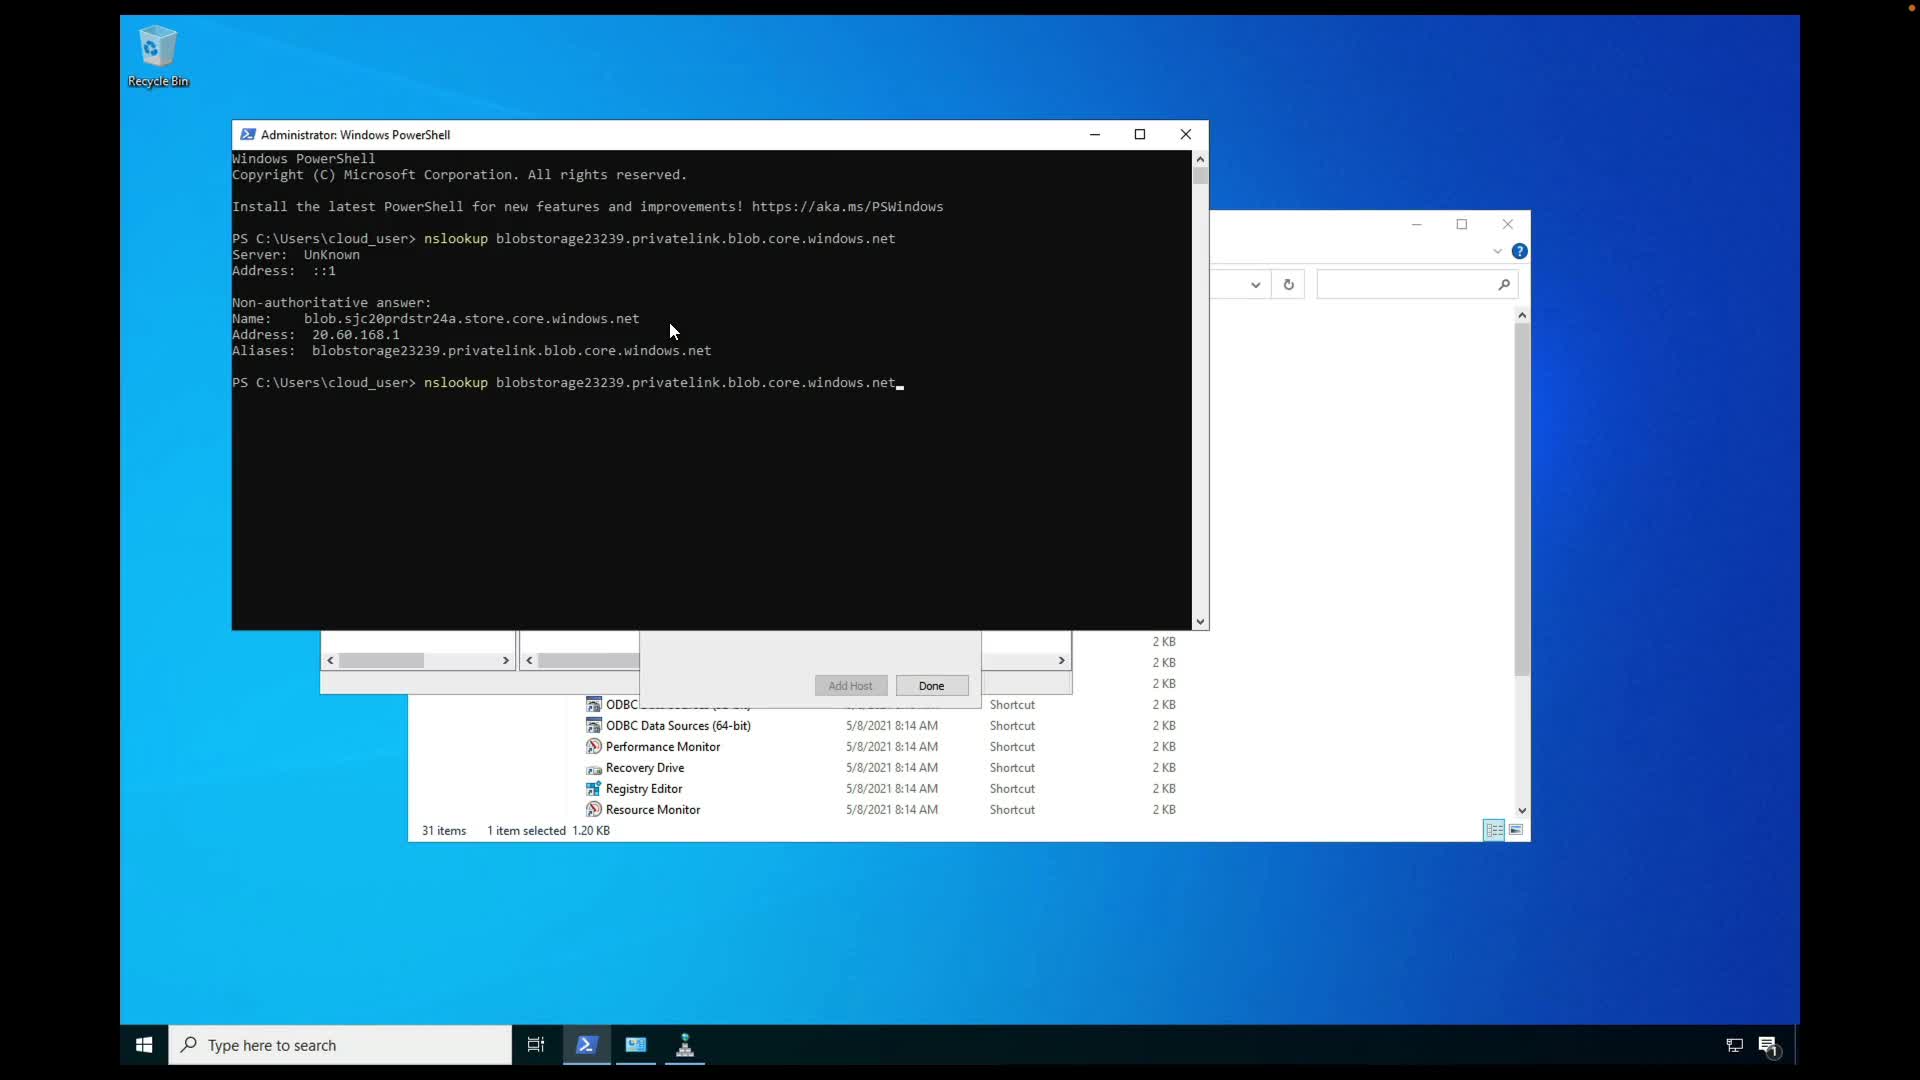 Recycle Bin
Administrator: Windows PowerShell
Windows PowerShell
Copyright (C) Microsoft Corporation. All rights reserved.
Install the latest PowerShell for new features and improvements! https://aka.ms/PSWindows
PS C:\Users\cloud_user> nslookup blobstorage23239.privatelink.blob.core.windows.net
Server:  UnKnown
Address:  ::1
Non-authoritative answer:
Name:    blob.sjc20prdstr24a.store.core.windows.net
Address:  20.60.168.1
Aliases:  blobstorage23239.privatelink.blob.core.windows.net
PS C:\Users\cloud_user> nslookup blobstorage23239.privatelink.blob.core.windows.net
2 KB
2 KB
Add Host Done 2 KB
ODBC Shortcut 2 KB
ODBC Data Sources (64-bit) 5/8/2021 8:14 AM Shortcut 2 KB
Performance Monitor 5/8/2021 8:14 AM Shortcut 2 KB
Recovery Drive 5/8/2021 8:14 AM Shortcut 2 KB
Registry Editor 5/8/2021 8:14 AM Shortcut 2 KB
Resource Monitor 5/8/2021 8:14 AM Shortcut 2 KB
31 items 1 item selected 1.20 KB
Type here to search
1